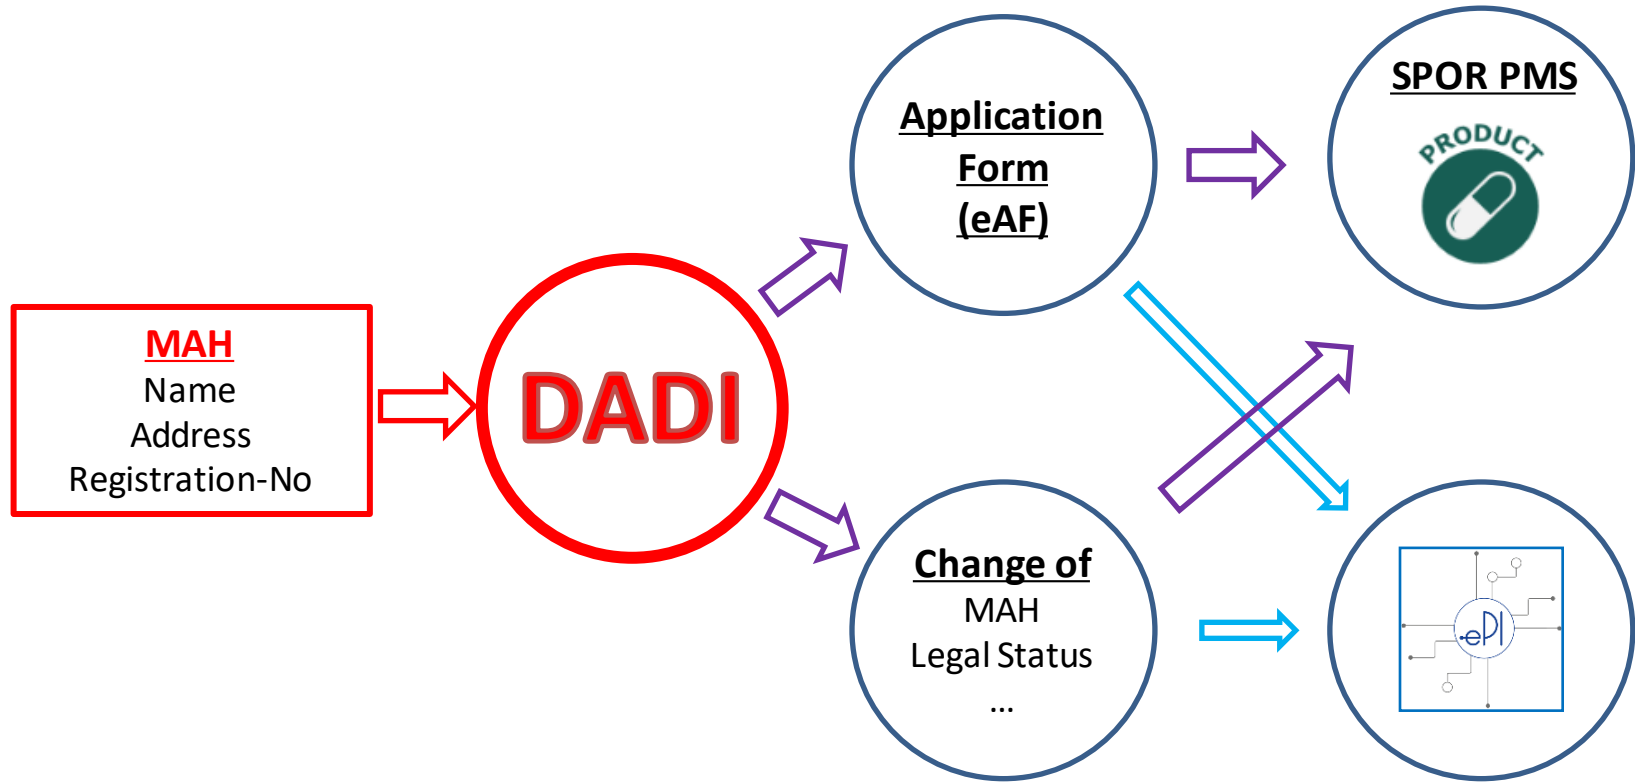 MAH
Name
Address
Registration-No
DADI
Application
Form
(eAF)
Change of
MAH
Legal Status
...
SPOR PMS
PRODUCT
ePI